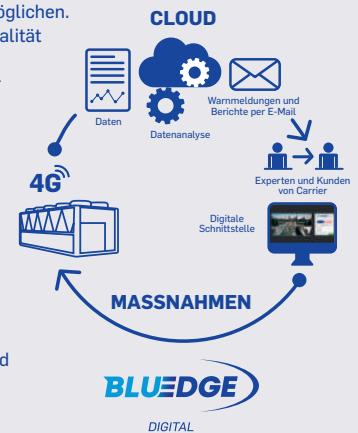 öglichen.
alität
CLOUD
Daten
Datenanalyse
Warnmeldungen und
Berichte per E-Mail
4G
Experten und Kunden
von Carrier
Digitale
Schnittstelle
MASSNAHMEN
d
BLUEDGE
DIGITAL